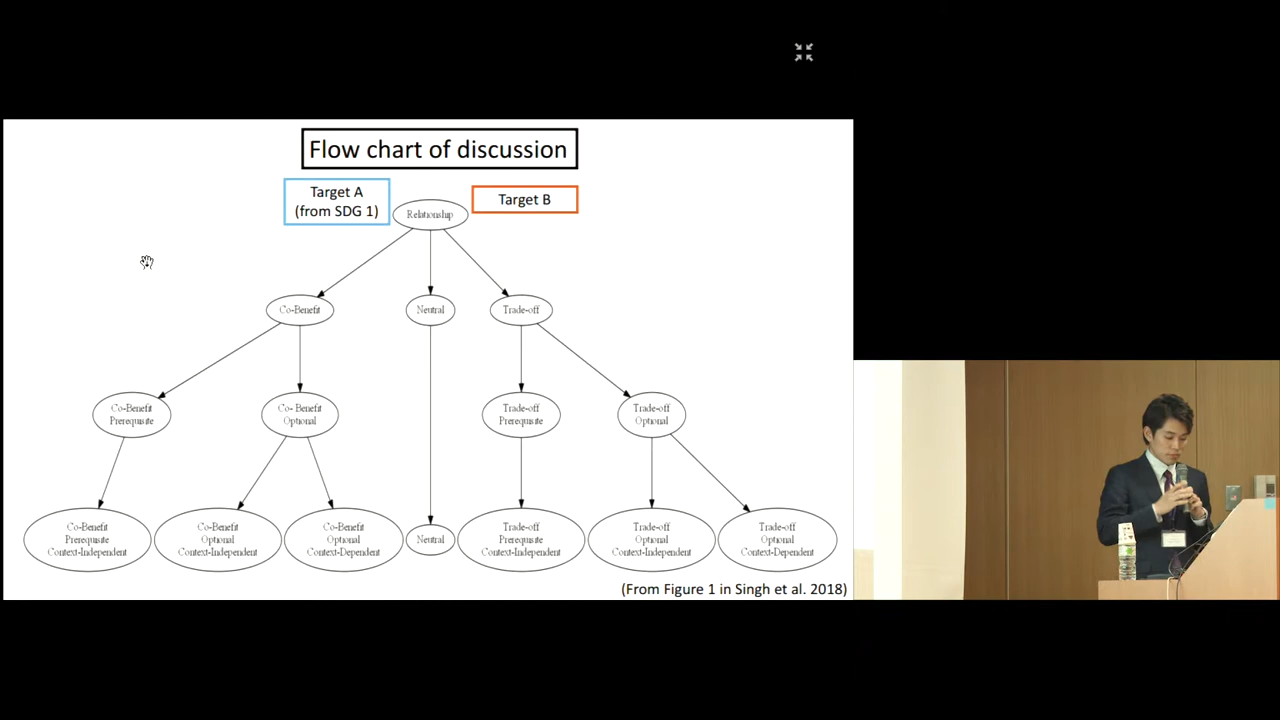 Flow chart of discussion
Target A
(from SDG 1)
Target B
Relationship
Co-Benefit
Neutral
Trade-off
Co-Benefit
Prerequisite
Co- Benefit
Optional
Trade-off
Prerequisite
Trade-off
Optional
Co-Benefit
Prerequisite
Context-Independent
Co-Benefit
Optional
Context-Independent
Co-Benefit
Optional
Context-Dependent
Neutral
Trade-off
Prerequisite
Context-Independent
Trade-off
Optional
Context-Independent
Trade-off
Optional
Context-Dependent
(From Figure 1 in Singh et al. 2018)